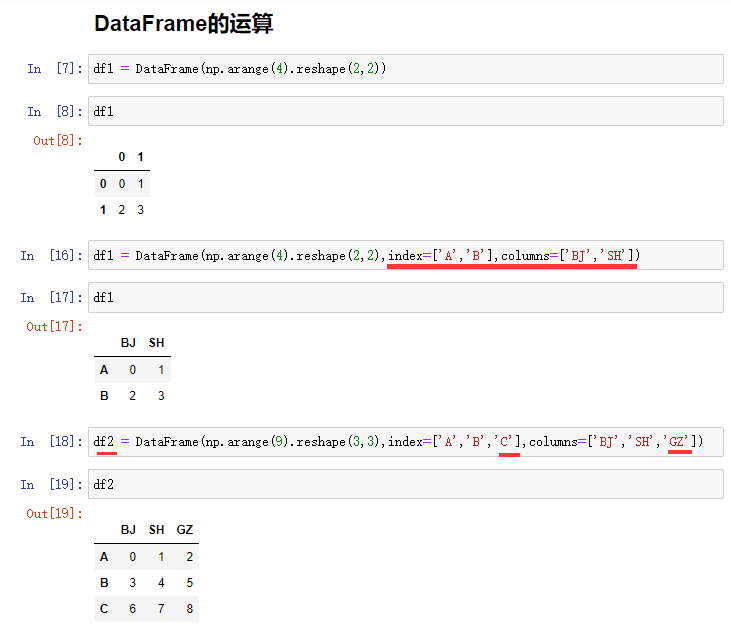 DataFrame的运算
In [7]: df1 = DataFrame(np.arange(4).reshape(2,2))
In [8]: df1
Out[8]:
0 1
0 0 1
1 2 3
In [16]: df1 = DataFrame(np.arange(4).reshape(2,2),index=['A','B'],columns=['BJ','SH'])
In [17]: df1
Out[17]:
BJ SH
A 0 1
B 2 3
In [18]: df2 = DataFrame(np.arange(9).reshape(3,3),index=['A','B','C'],columns=['BJ','SH','GZ'])
In [19]: df2
Out[19]:
BJ SH GZ
A 0 1 2
B 3 4 5
C 6 7 8